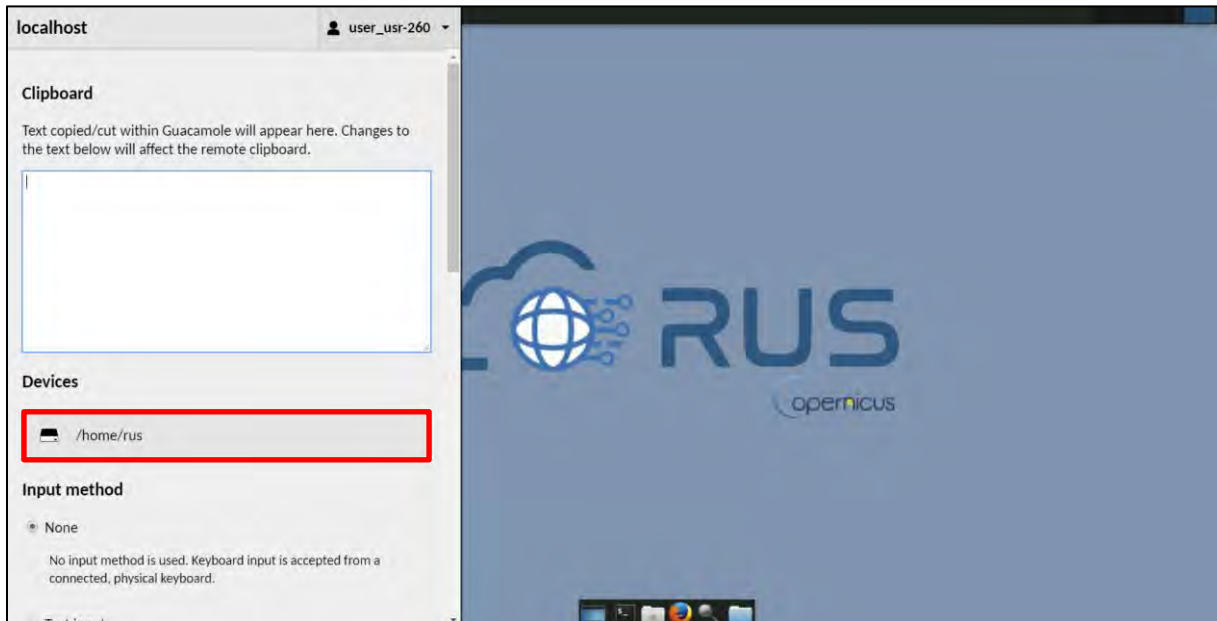 localhost
user_usr-260
Clipboard
Text copied/cut within Guacamole will appear here. Changes to
the text below will affect the remote clipboard.
Devices
/home/rus
Input method
None
No input method is used. Keyboard input is accepted from a
connected, physical keyboard.
RUS
opernicus